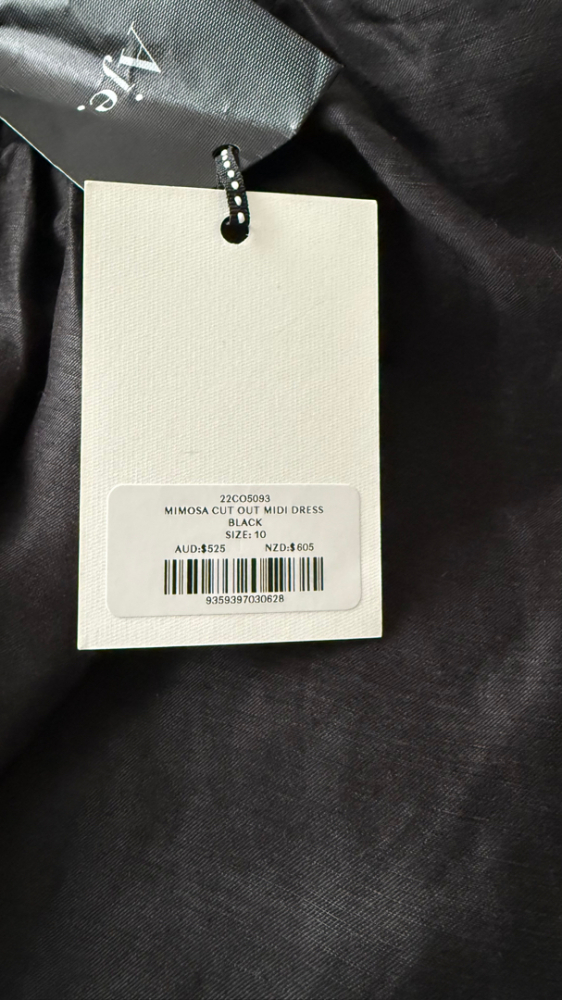 Aje
22CO5093
MIMOSA CUT OUT MIDI DRESS
BLACK
SIZE: 10
AUD:$525 NZD:$605
9359397030628